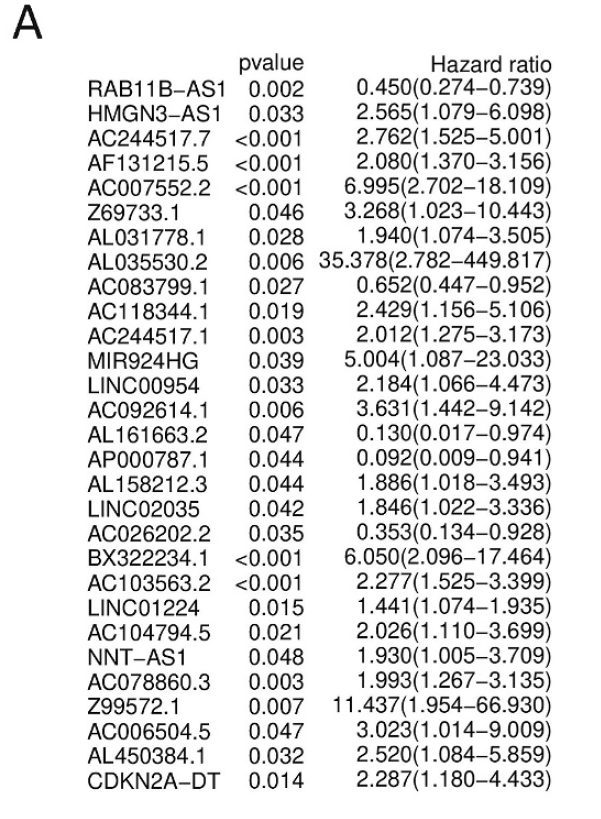 A
pvalue Hazard ratio
RAB11B−AS1 0.002 0.450(0.274−0.739)
HMGN3−AS1 0.033 2.565(1.079−6.098)
AC244517.7 <0.001 2.762(1.525−5.001)
AF131215.5 <0.001 2.080(1.370−3.156)
AC007552.2 <0.001 6.995(2.702−18.109)
Z69733.1 0.046 3.268(1.023−10.443)
AL031778.1 0.028 1.940(1.074−3.505)
AL035530.2 0.006 35.378(2.782−449.817)
AC083799.1 0.027 0.652(0.447−0.952)
AC118344.1 0.019 2.429(1.156−5.106)
AC244517.1 0.003 2.012(1.275−3.173)
MIR924HG 0.039 5.004(1.087−23.033)
LINC00954 0.033 2.184(1.066−4.473)
AC092614.1 0.006 3.631(1.442−9.142)
AL161663.2 0.047 0.130(0.017−0.974)
AP000787.1 0.044 0.092(0.009−0.941)
AL158212.3 0.044 1.886(1.018−3.493)
LINC02035 0.042 1.846(1.022−3.336)
AC026202.2 0.035 0.353(0.134−0.928)
BX322234.1 <0.001 6.050(2.096−17.464)
AC103563.2 <0.001 2.277(1.525−3.399)
LINC01224 0.015 1.441(1.074−1.935)
AC104794.5 0.021 2.026(1.110−3.699)
NNT−AS1 0.048 1.930(1.005−3.709)
AC078860.3 0.003 1.993(1.267−3.135)
Z99572.1 0.007 11.437(1.954−66.930)
AC006504.5 0.047 3.023(1.014−9.009)
AL450384.1 0.032 2.520(1.084−5.859)
CDKN2A−DT 0.014 2.287(1.180−4.433)